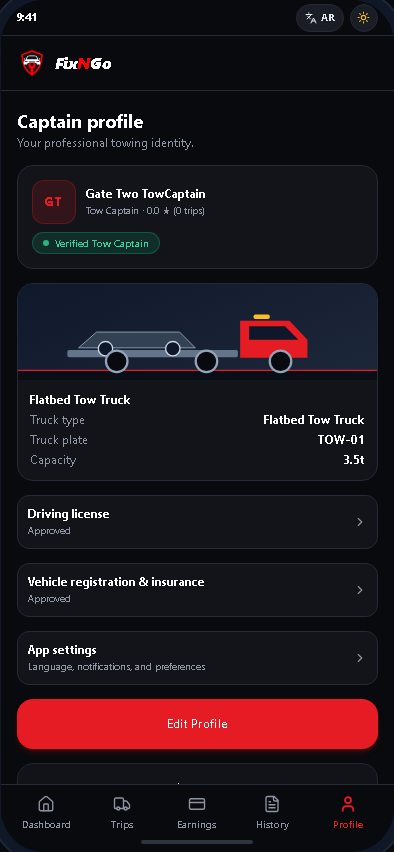 9:41
AR
FixNGo
Captain profile
Your professional towing identity.
GT
Gate Two TowCaptain
Tow Captain · 0.0 ★ (0 trips)
Verified Tow Captain
Flatbed Tow Truck
Truck type Flatbed Tow Truck
Truck plate TOW-01
Capacity 3.5t
Driving license
Approved
Vehicle registration & insurance
Approved
App settings
Language, notifications, and preferences
Edit Profile
Dashboard Trips Earnings History Profile